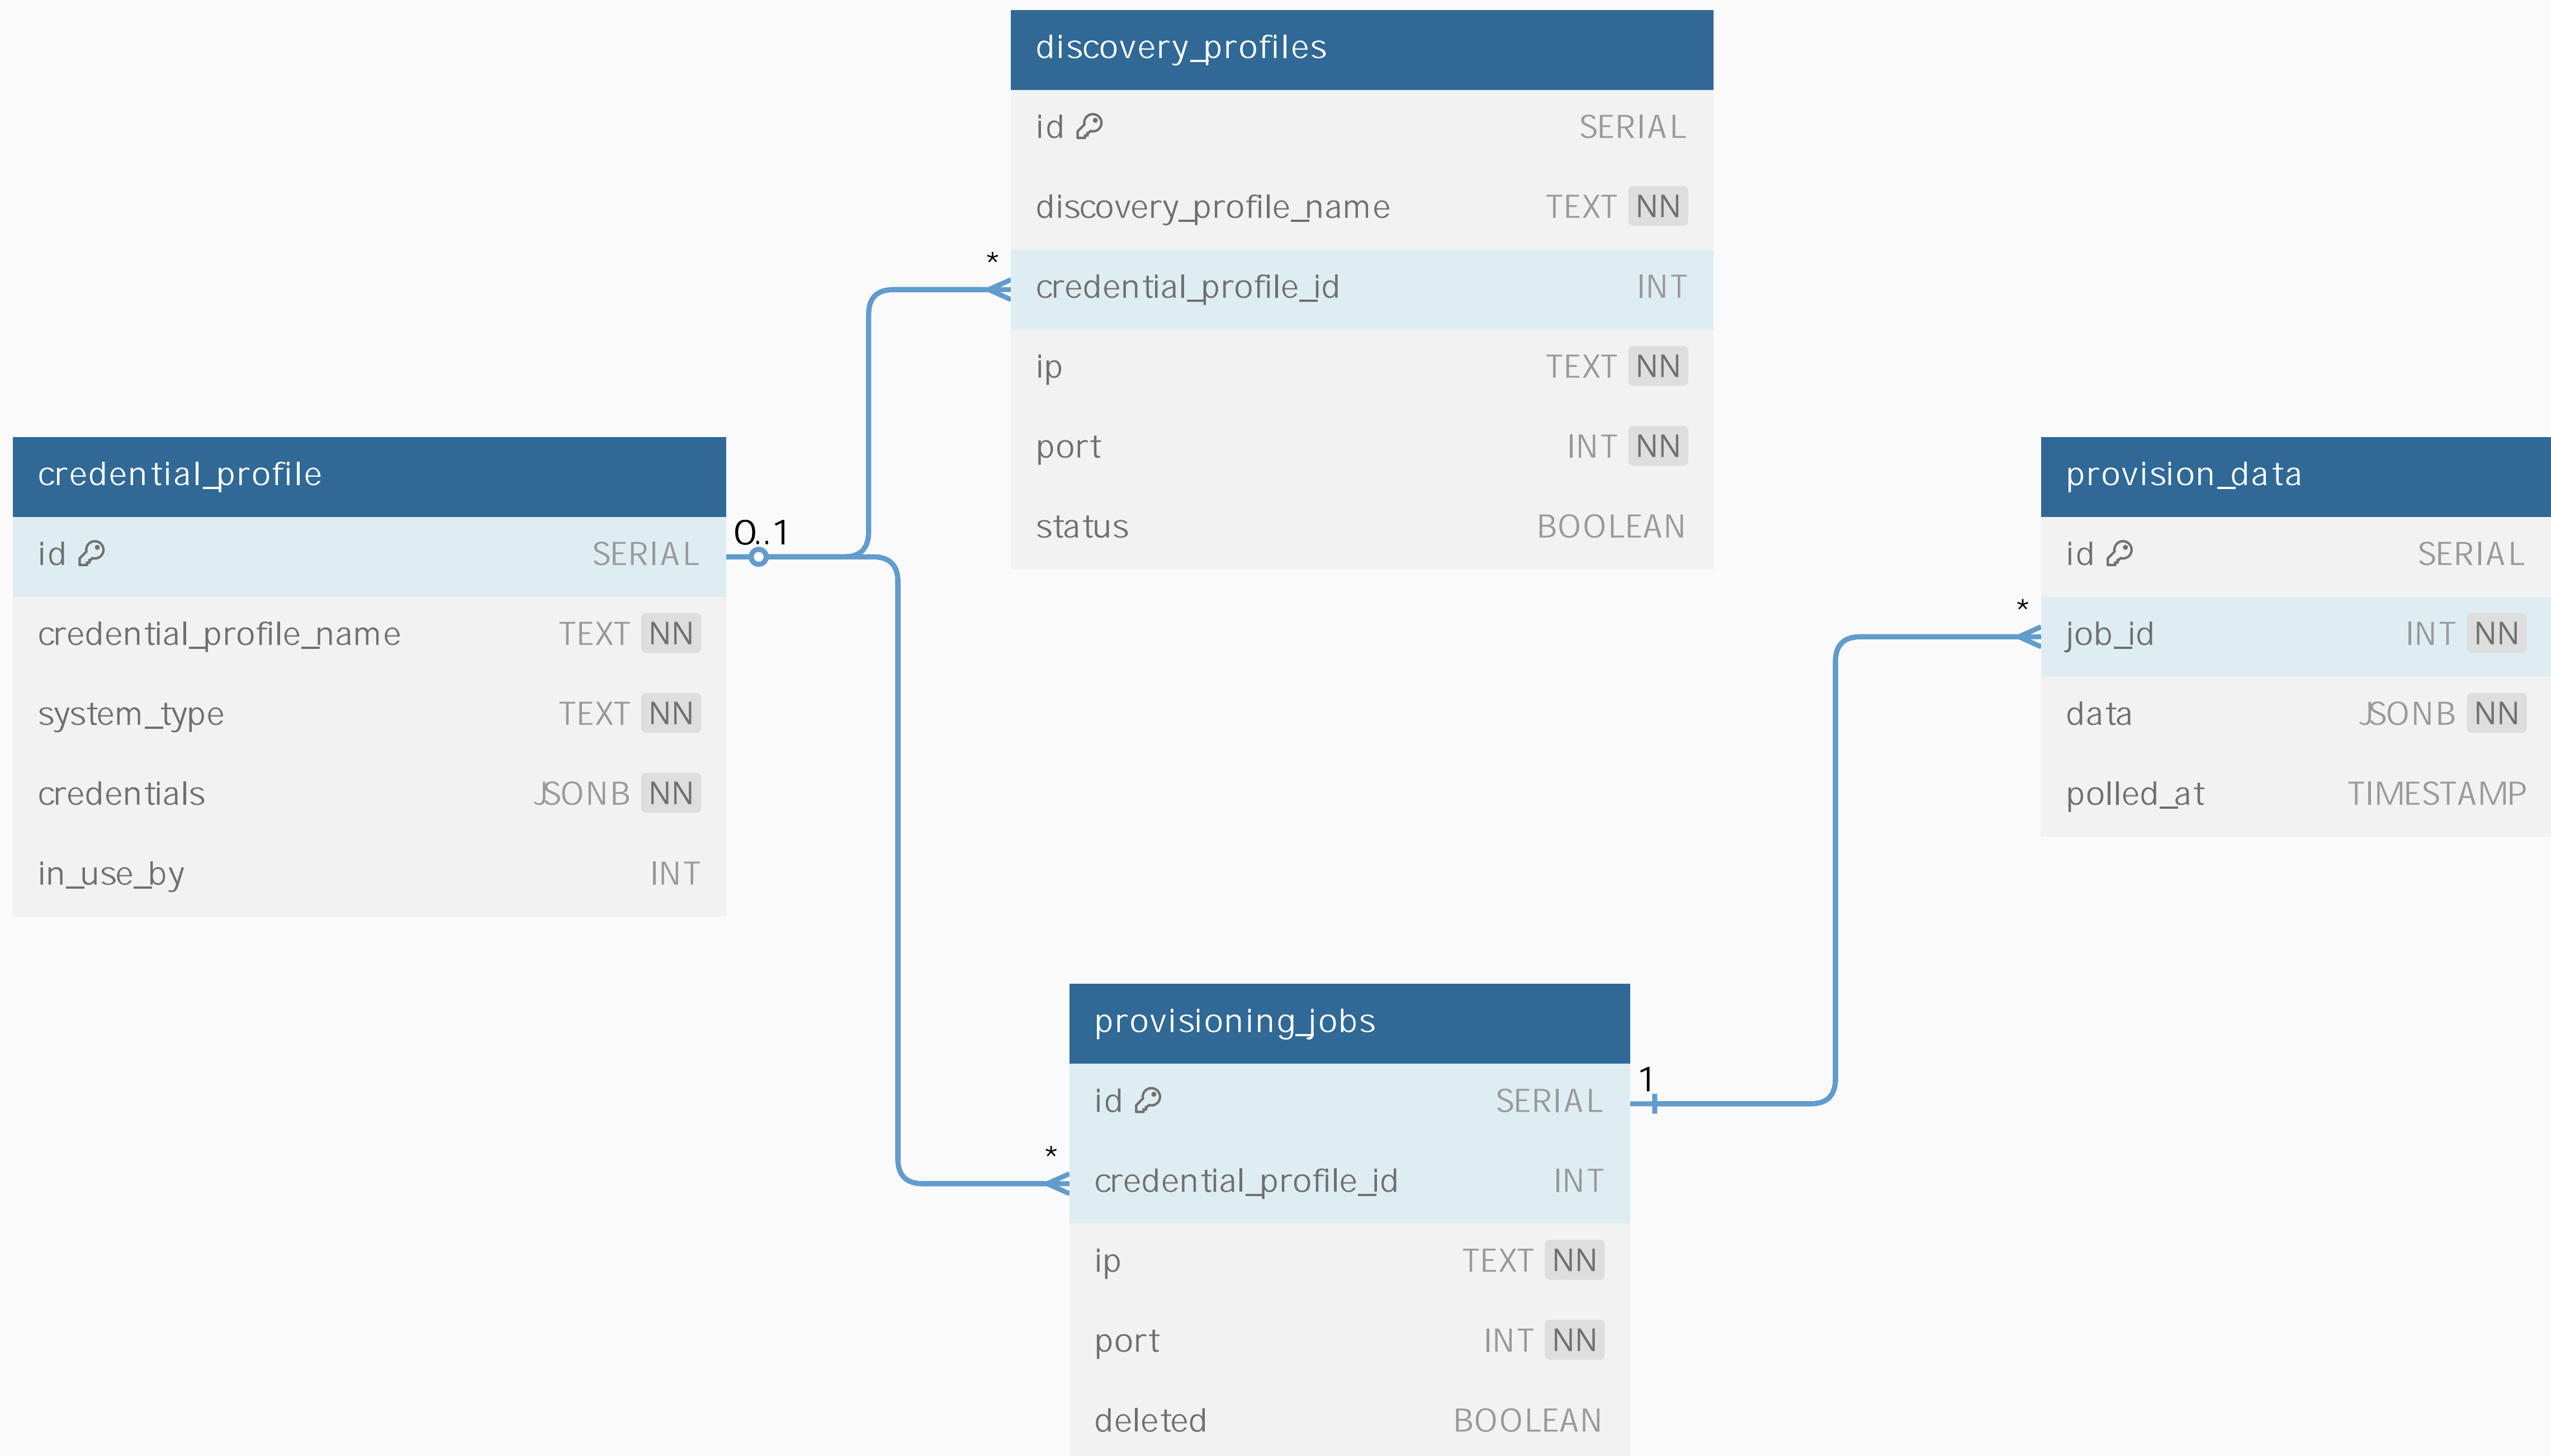 discovery_profiles
id SERIAL
discovery_profile_name TEXT NN
*
credential_profile_id INT
ip TEXT NN
port INT NN
status BOOLEAN
credential_profile
0..1
id SERIAL
credential_profile_name TEXT NN
system_type TEXT NN
credentials JSONB NN
in_use_by INT
provisioning_jobs
1
id SERIAL
*
credential_profile_id INT
ip TEXT NN
port INT NN
deleted BOOLEAN
provision_data
id SERIAL
*
job_id INT NN
data JSONB NN
polled_at TIMESTAMP